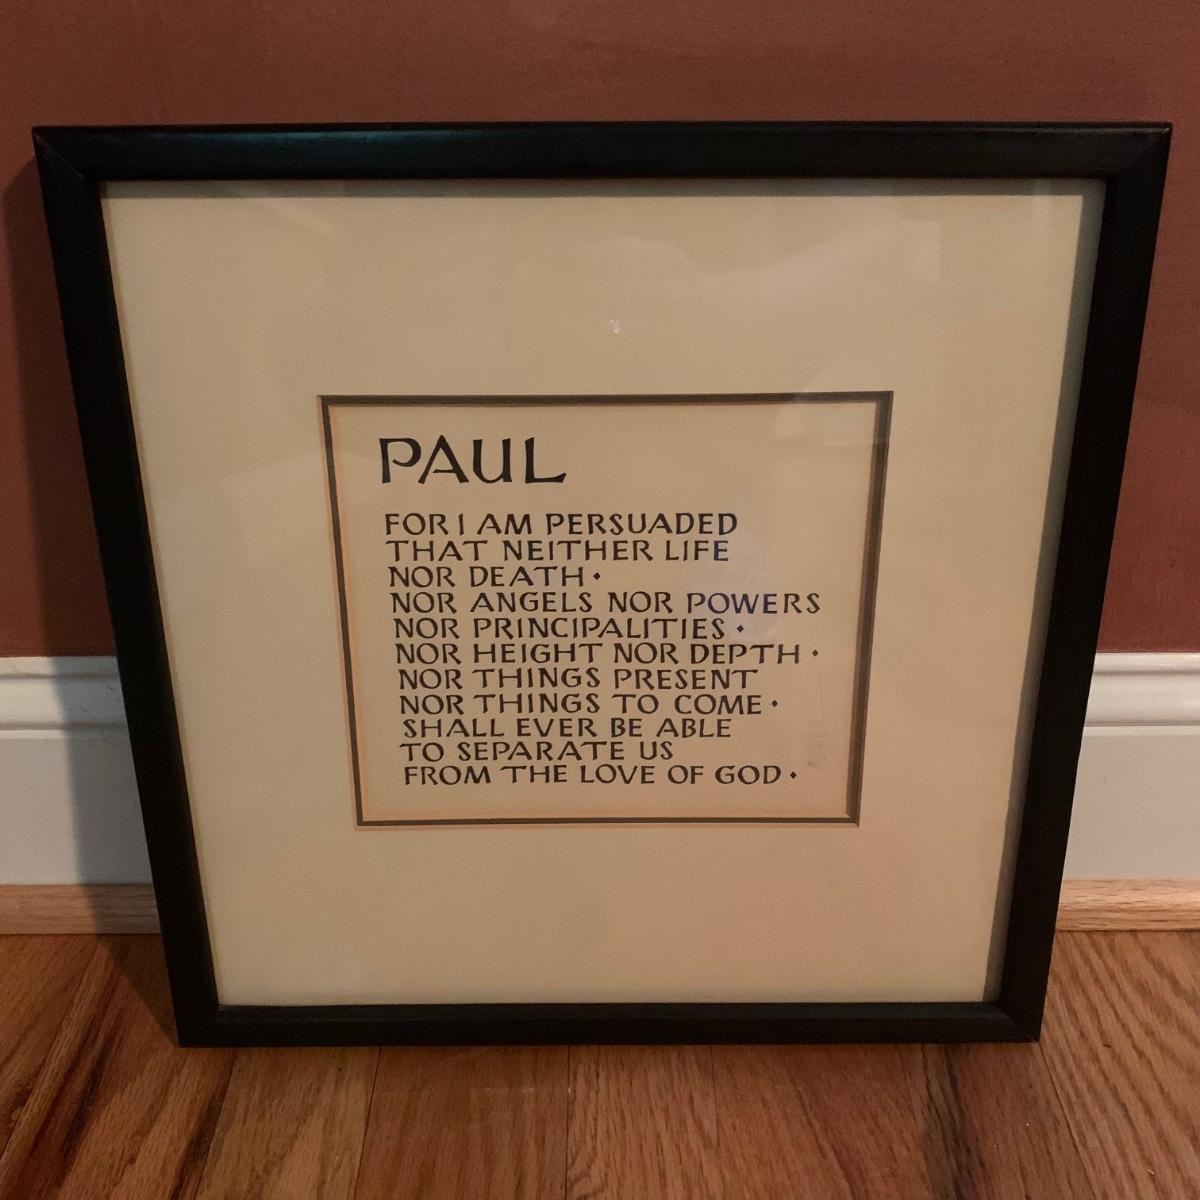 PAUL
FOR I AM PERSUADED
THAT NEITHER LIFE
NOR DEATH·
NOR ANGELS NOR POWERS
NOR PRINCIPALITIES·
NOR HEIGHT NOR DEPTH·
NOR THINGS PRESENT
NOR THINGS TO COME·
SHALL EVER BE ABLE
TO SEPARATE US
FROM THE LOVE OF GOD·